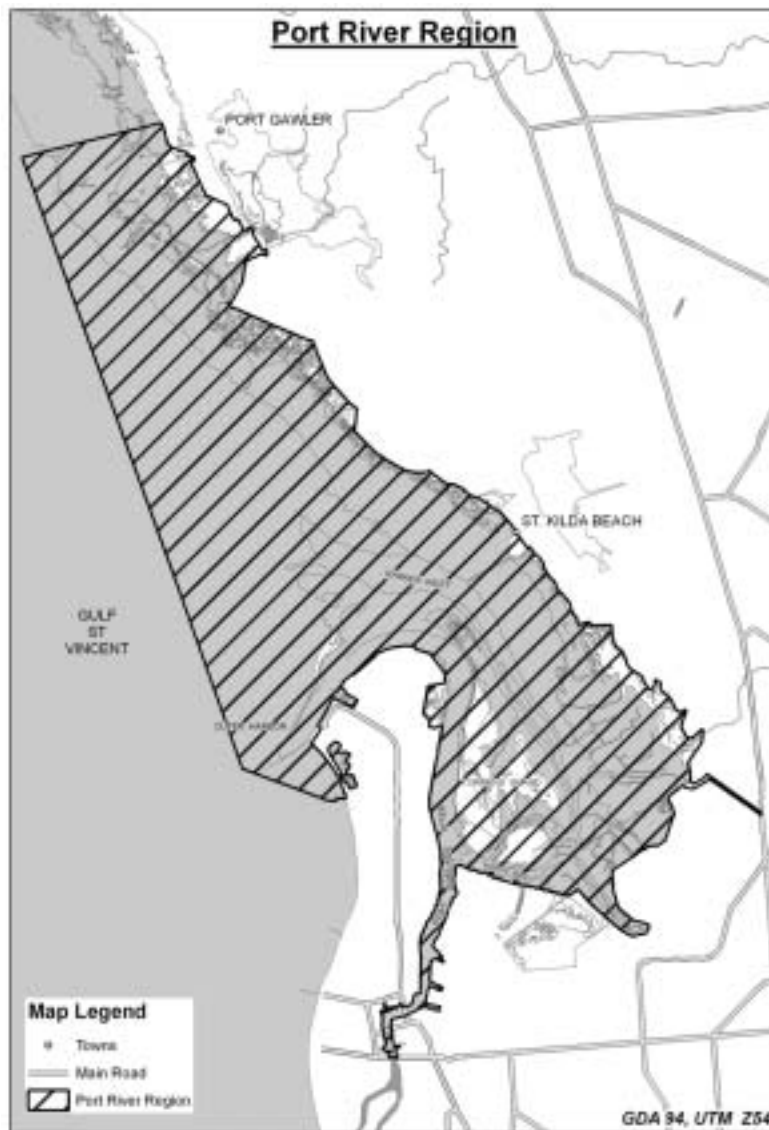 Port River Region
PORT GAWLER
ST. KILDA BEACH
GULF
ST
VINCENT
Map Legend
Towns
Main Road
Port River Region
GDA 94, UTM Z54